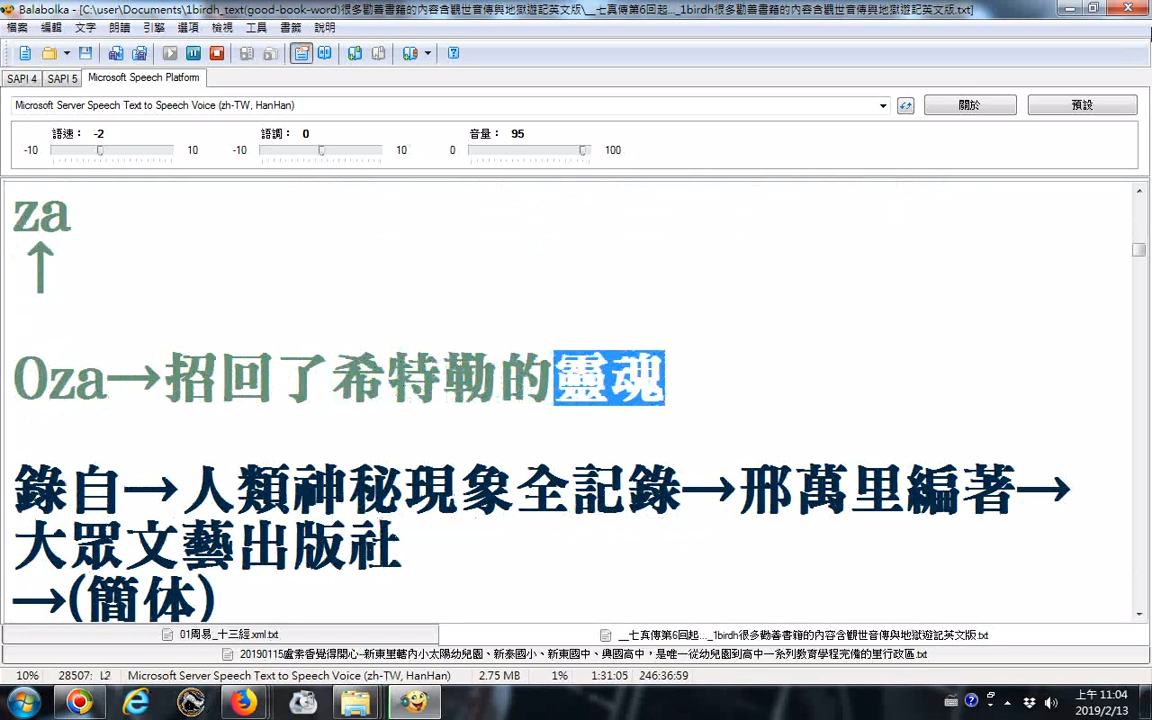 Balabolka - [C:\user\Documents\1birdh_text(good-book-word)很多勸善書籍的內容含觀世音傳與地獄遊記英文版\__七真傳第6回起..._1birdh很多勸善書籍的內容含觀世音傳與地獄遊記英文版.txt]
檔案 編輯 文字 朗讀 引擎 選項 檢視 工具 書籤 說明
SAPI 4 SAPI 5 Microsoft Speech Platform
Microsoft Server Speech Text to Speech Voice (zh-TW, HanHan) 關於 預設
語速： -2 語調： 0 音量： 95
-10 10 -10 10 0 100
za
↑
Oza→招回了希特勒的靈魂
錄自→人類神秘現象全記錄→邢萬里編著→
大眾文藝出版社
→(簡体)
01周易_十三經.xml.txt __七真傳第6回起..._1birdh很多勸善書籍的內容含觀世音傳與地獄遊記英文版.txt
20190115盧素香覺得開心--新東里轄內小太陽幼兒園、新泰國小、新東國中、興國高中，是唯一從幼兒園到高中一系列教育學程完備的里行政區.txt
10% 28507: L2 Microsoft Server Speech Text to Speech Voice (zh-TW, HanHan) 2.75 MB 1% 1:31:05 246:36:59
上午 11:04
2019/2/13